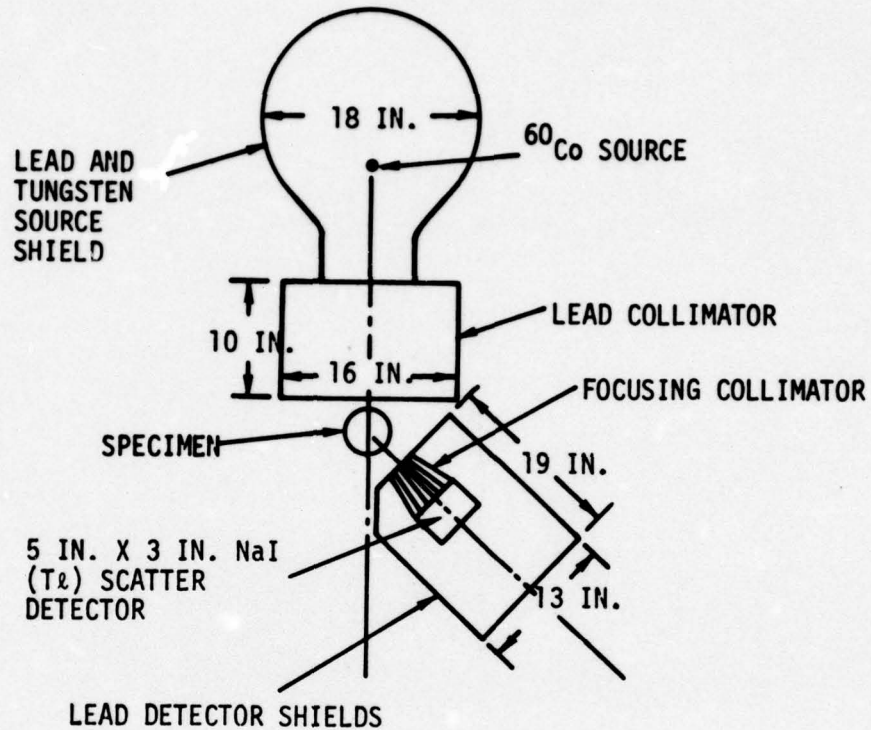 18 IN.
60Co SOURCE
LEAD AND
TUNGSTEN
SOURCE
SHIELD
LEAD COLLIMATOR
10 IN.
16 IN.
FOCUSING COLLIMATOR
SPECIMEN
19 IN.
5 IN. X 3 IN. NaI
(Tℓ) SCATTER
DETECTOR
13 IN.
LEAD DETECTOR SHIELDS